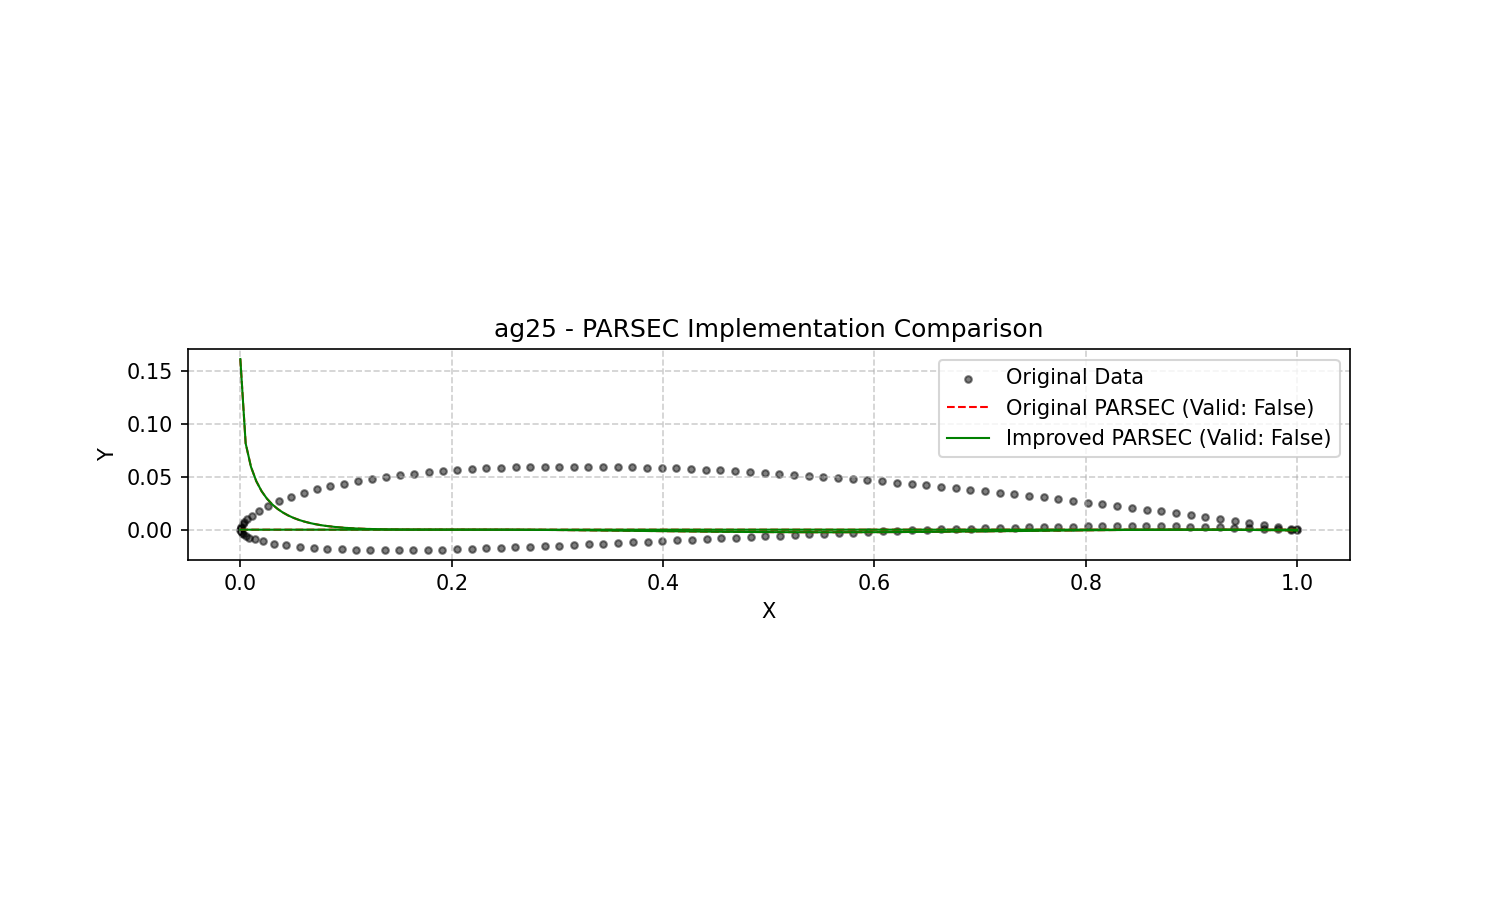 ag25 - PARSEC Implementation Comparison
Original Data
Original PARSEC (Valid: False)
Improved PARSEC (Valid: False)
0.15
0.10
0.05
0.00
Y
0.0 0.2 0.4 0.6 0.8 1.0
X